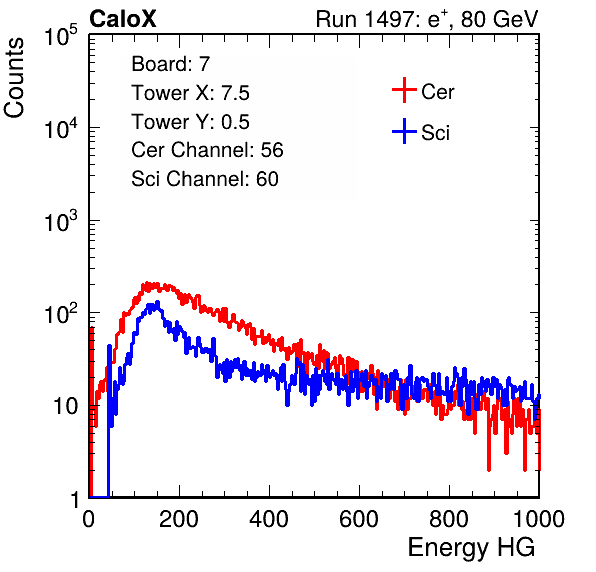 CaloX Run 1497: e⁺, 80 GeV
Counts
Board: 7
Tower X: 7.5
Tower Y: 0.5
Cer Channel: 56
Sci Channel: 60
Cer
Sci
10⁵
10⁴
10³
10²
10
1
0 200 400 600 800 1000
Energy HG